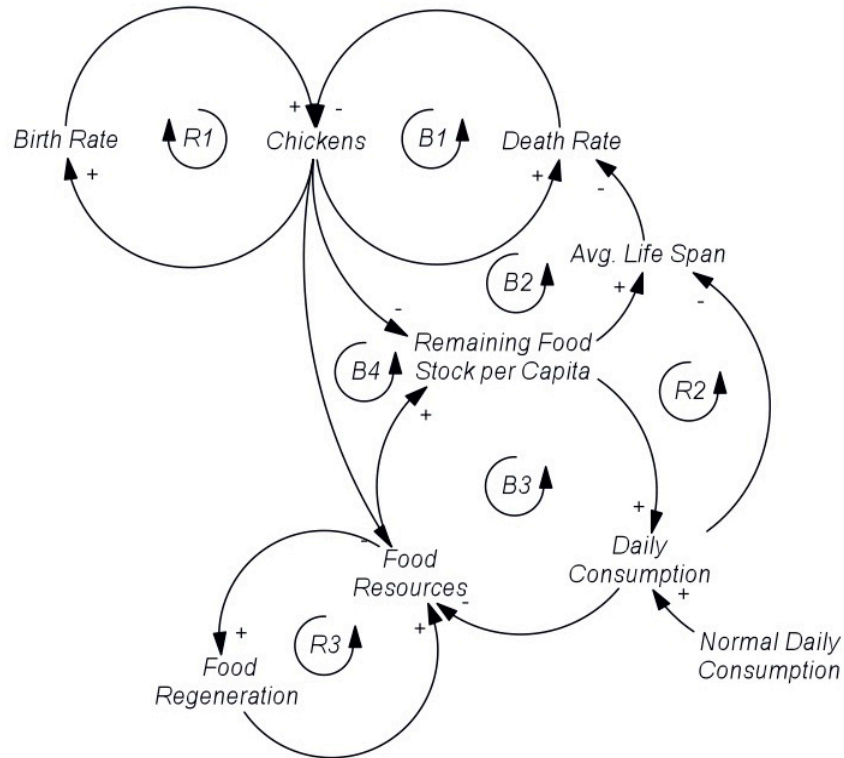 + -
Birth Rate R1 Chickens B1 Death Rate
+ + -
Avg. Life Span
B2 + -
-
Remaining Food
Stock per Capita
B4 R2
+
B3
+
-
Food
Resources
Daily
Consumption
- +
+ R3 +
Food
Regeneration
Normal Daily
Consumption